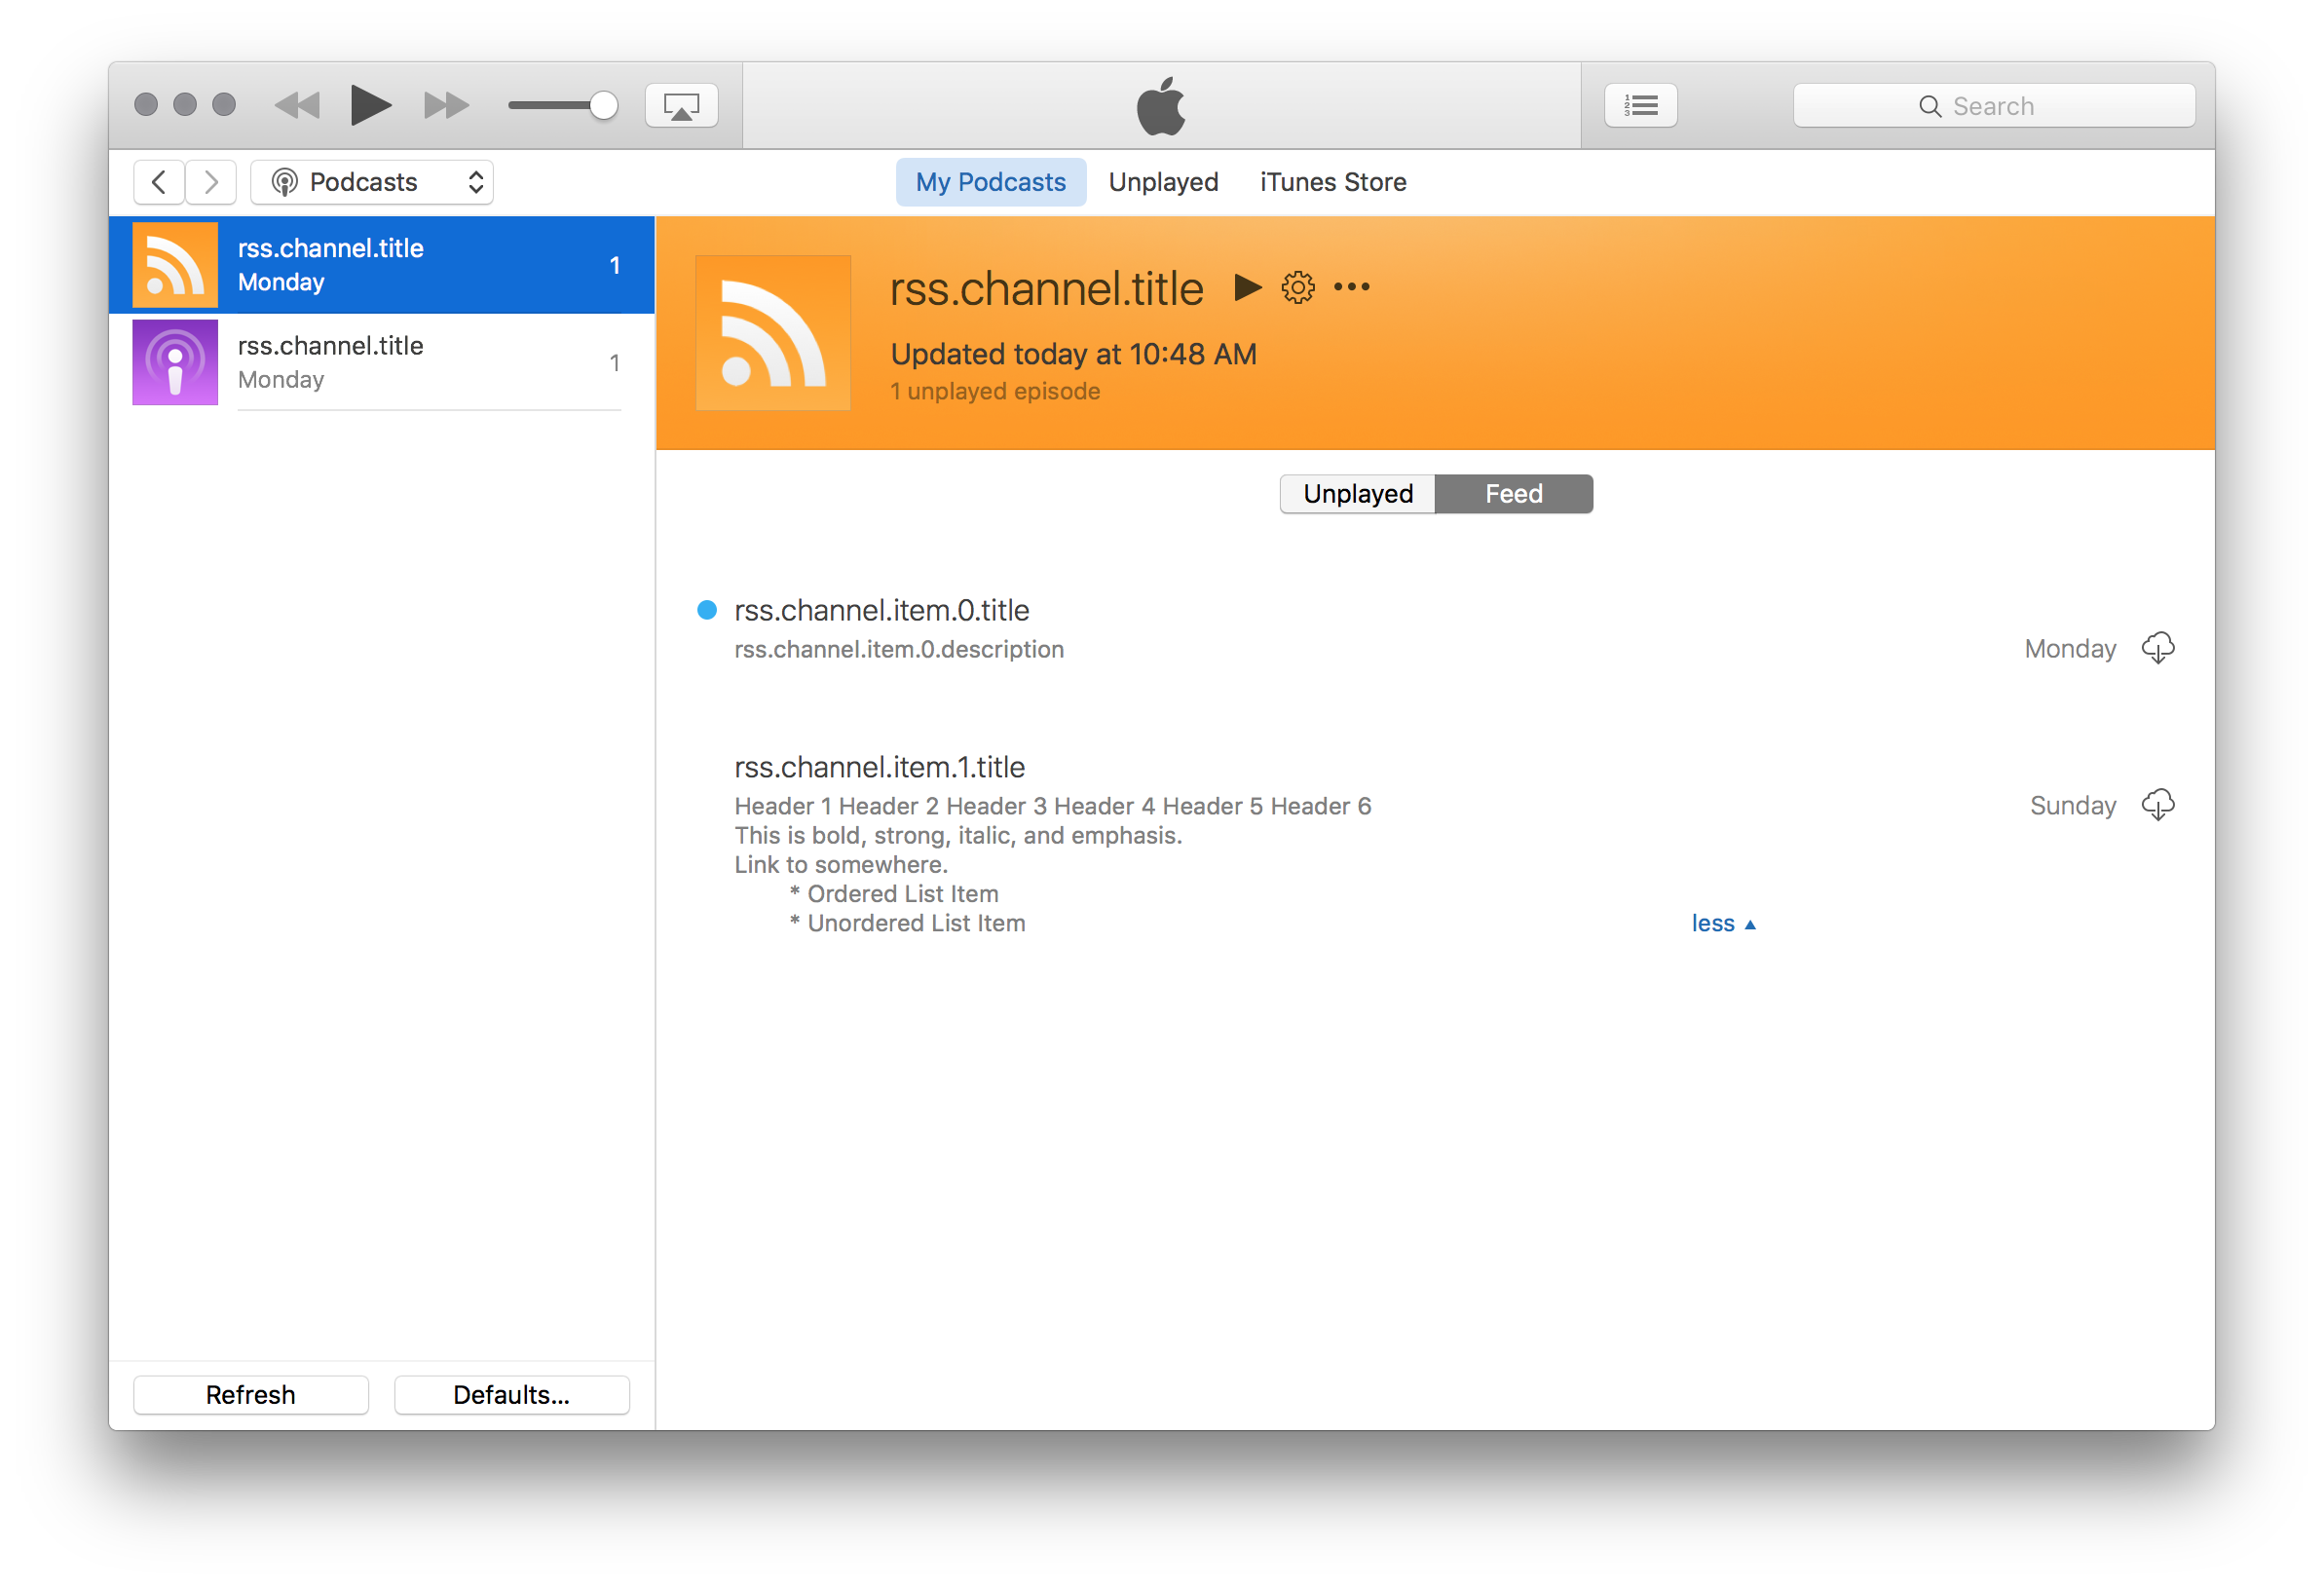 Search
Podcasts
My Podcasts Unplayed iTunes Store
rss.channel.title
Monday
1
rss.channel.title
Monday
1
rss.channel.title
Updated today at 10:48 AM
1 unplayed episode
Unplayed Feed
rss.channel.item.0.title
rss.channel.item.0.description
Monday
rss.channel.item.1.title
Header 1 Header 2 Header 3 Header 4 Header 5 Header 6
Sunday
This is bold, strong, italic, and emphasis.
Link to somewhere.
* Ordered List Item
* Unordered List Item
less
Refresh Defaults...